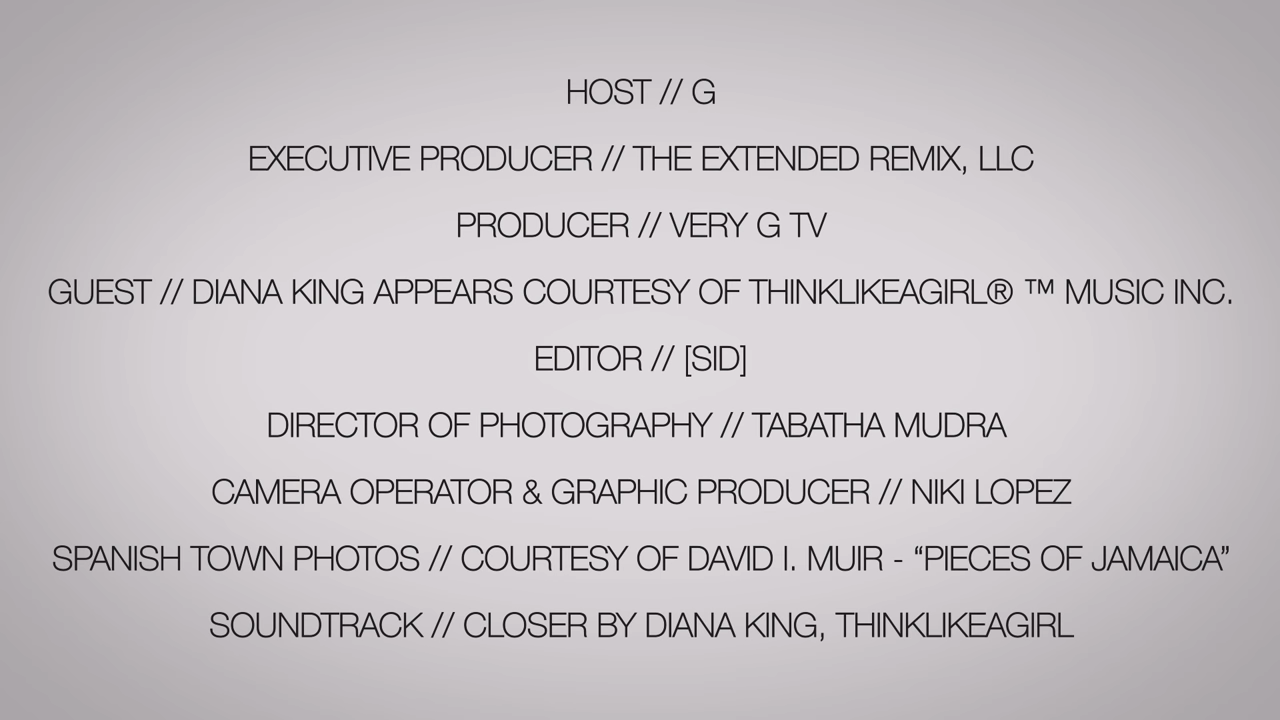 HOST // G
EXECUTIVE PRODUCER // THE EXTENDED REMIX, LLC
PRODUCER // VERY G TV
GUEST // DIANA KING APPEARS COURTESY OF THINKLIKEAGIRL® ™ MUSIC INC.
EDITOR // [SID]
DIRECTOR OF PHOTOGRAPHY // TABATHA MUDRA
CAMERA OPERATOR & GRAPHIC PRODUCER // NIKI LOPEZ
SPANISH TOWN PHOTOS // COURTESY OF DAVID I. MUIR - “PIECES OF JAMAICA”
SOUNDTRACK // CLOSER BY DIANA KING, THINKLIKEAGIRL